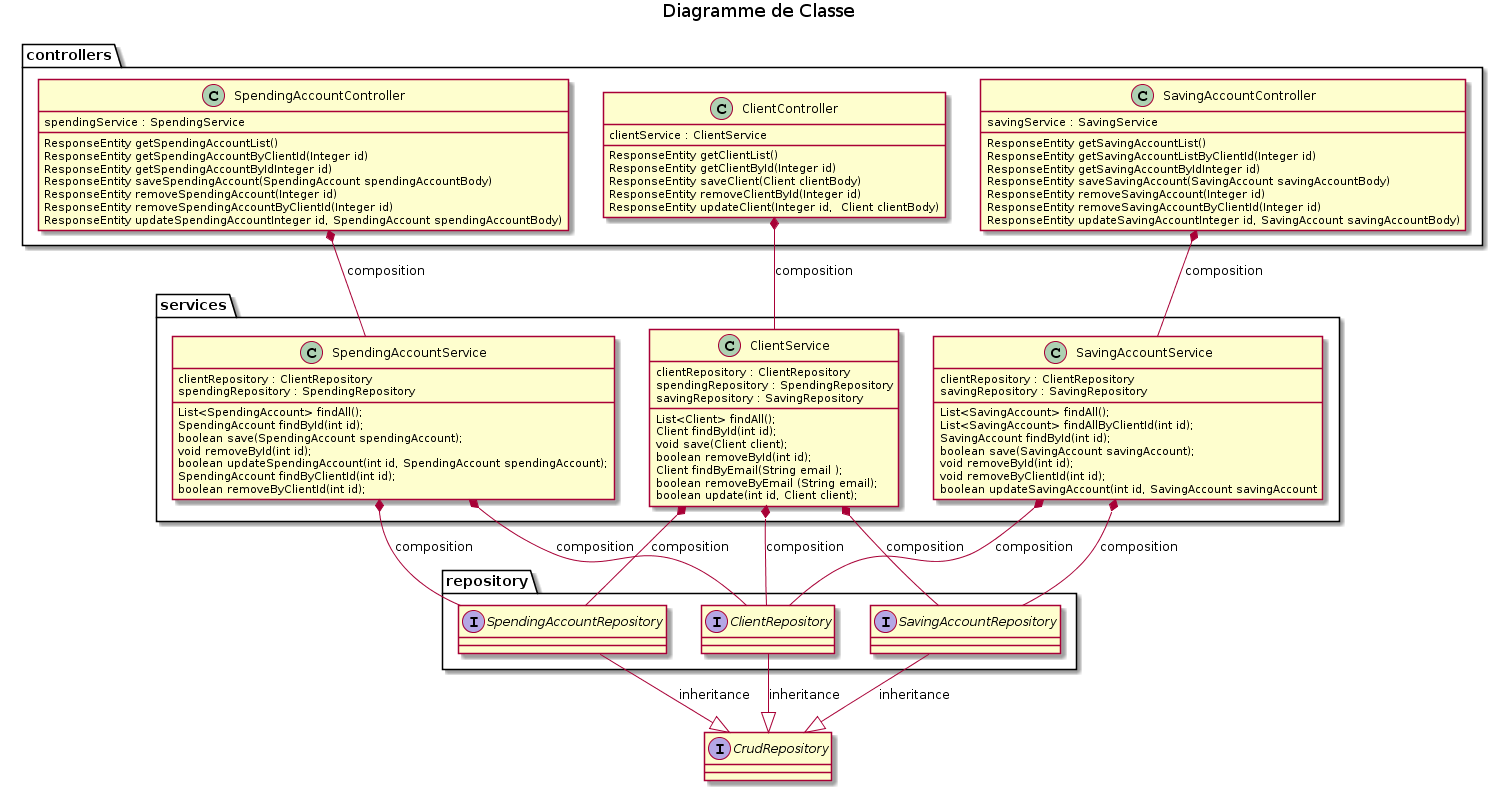 Diagramme de Classe
controllers
SpendingAccountController
spendingService : SpendingService
ResponseEntity getSpendingAccountList()
ResponseEntity getSpendingAccountByClientId(Integer id)
ResponseEntity getSpendingAccountByIdInteger id)
ResponseEntity saveSpendingAccount(SpendingAccount spendingAccountBody)
ResponseEntity removeSpendingAccount(Integer id)
ResponseEntity removeSpendingAccountByClientId(Integer id)
ResponseEntity updateSpendingAccountInteger id, SpendingAccount spendingAccountBody)
ClientController
clientService : ClientService
ResponseEntity getClientList()
ResponseEntity getClientById(Integer id)
ResponseEntity saveClient(Client clientBody)
ResponseEntity removeClientById(Integer id)
ResponseEntity updateClient(Integer id,  Client clientBody)
SavingAccountController
savingService : SavingService
ResponseEntity getSavingAccountList()
ResponseEntity getSavingAccountListByClientId(Integer id)
ResponseEntity getSavingAccountByIdInteger id)
ResponseEntity saveSavingAccount(SavingAccount savingAccountBody)
ResponseEntity removeSavingAccount(Integer id)
ResponseEntity removeSavingAccountByClientId(Integer id)
ResponseEntity updateSavingAccountInteger id, SavingAccount savingAccountBody)
composition
composition
composition
services
SpendingAccountService
clientRepository : ClientRepository
spendingRepository : SpendingRepository
List<SpendingAccount> findAll();
SpendingAccount findById(int id);
boolean save(SpendingAccount spendingAccount);
void removeById(int id);
boolean updateSpendingAccount(int id, SpendingAccount spendingAccount);
SpendingAccount findByClientId(int id);
boolean removeByClientId(int id);
ClientService
clientRepository : ClientRepository
spendingRepository : SpendingRepository
savingRepository : SavingRepository
List<Client> findAll();
Client findById(int id);
void save(Client client);
boolean removeById(int id);
Client findByEmail(String email );
boolean removeByEmail (String email);
boolean update(int id, Client client);
SavingAccountService
clientRepository : ClientRepository
savingRepository : SavingRepository
List<SavingAccount> findAll();
List<SavingAccount> findAllByClientId(int id);
SavingAccount findById(int id);
boolean save(SavingAccount savingAccount);
void removeById(int id);
void removeByClientId(int id);
boolean updateSavingAccount(int id, SavingAccount savingAccount
composition
composition
composition
composition
composition
composition
composition
repository
SpendingAccountRepository
ClientRepository
SavingAccountRepository
inheritance
inheritance
inheritance
CrudRepository